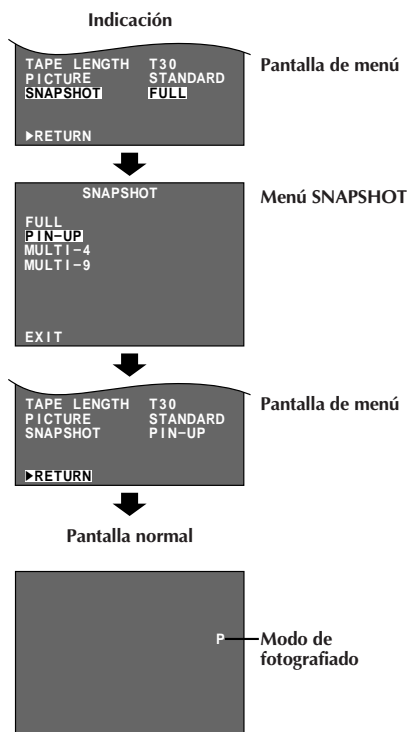 Indicación
TAPE LENGTH T30
PICTURE STANDARD
SNAPSHOT FULL
▶RETURN
Pantalla de menú
SNAPSHOT
FULL
PIN–UP
MULTI–4
MULTI–9
EXIT
Menú SNAPSHOT
TAPE LENGTH T30
PICTURE STANDARD
SNAPSHOT PIN–UP
▶RETURN
Pantalla de menú
Pantalla normal
P
Modo de
fotografiado